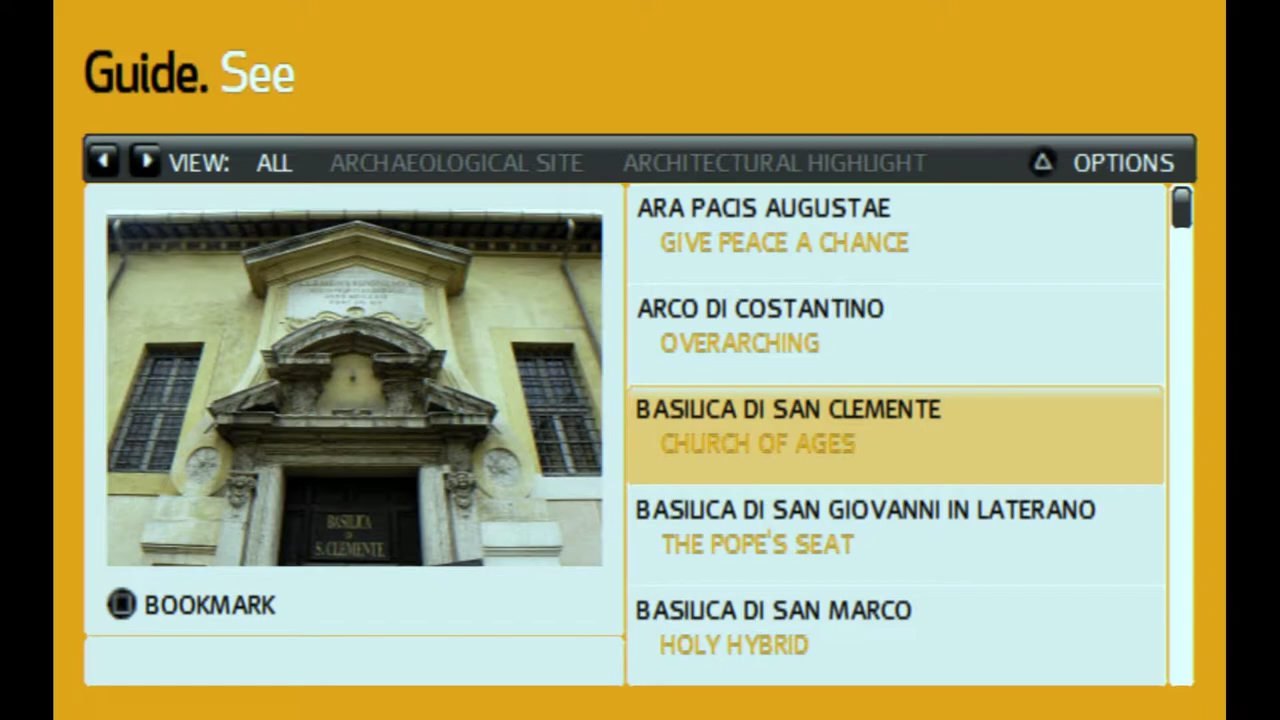 Guide. See
VIEW: ALL ARCHAEOLOGICAL SITE ARCHITECTURAL HIGHLIGHT OPTIONS
BASILICA
DI
S. CLEMENTE
BOOKMARK
ARA PACIS AUGUSTAE
GIVE PEACE A CHANCE
ARCO DI COSTANTINO
OVERARCHING
BASILICA DI SAN CLEMENTE
CHURCH OF AGES
BASILICA DI SAN GIOVANNI IN LATERANO
THE POPE'S SEAT
BASILICA DI SAN MARCO
HOLY HYBRID